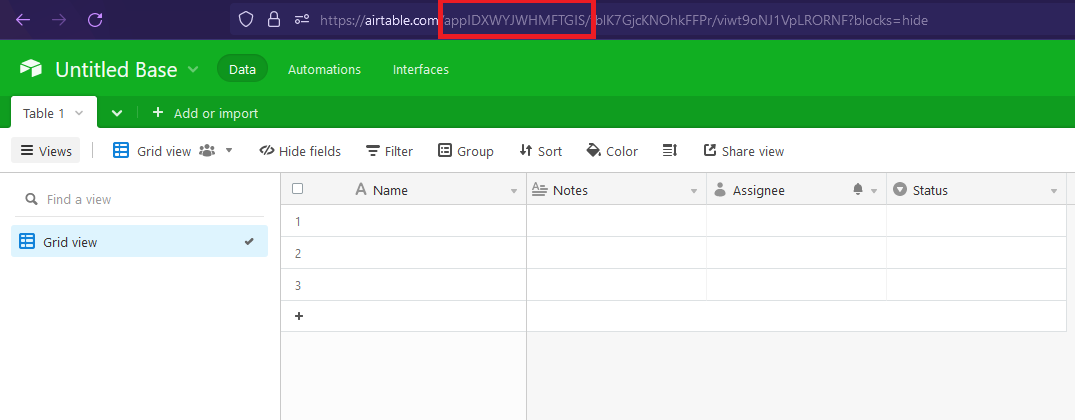 https://airtable.com/appIDXWYJWHMFTGIS/tblK7GjcKNOhkFFPr/viwt9oNJ1VpLRORNF?blocks=hide
Untitled Base Data Automations Interfaces
Table 1 + Add or import
Views Grid view Hide fields Filter Group Sort Color Share view
Find a view
Grid view
Name Notes Assignee Status
1
2
3
+